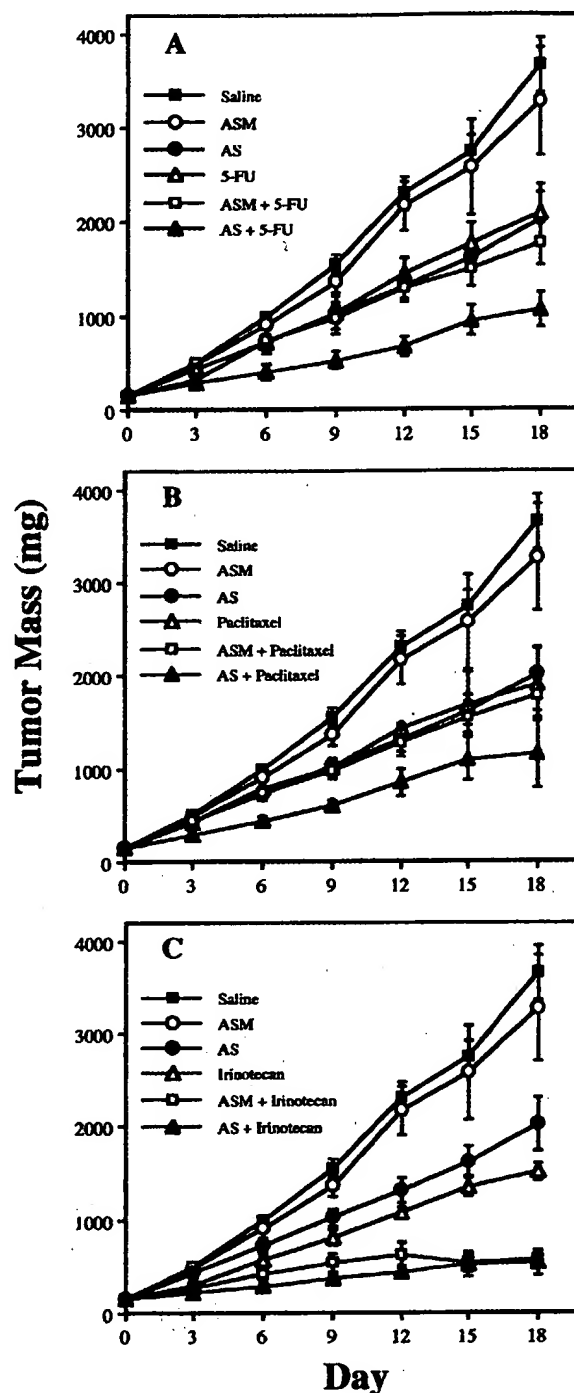 Tumor Mass (mg)
A
4000
3000
2000
1000
0
Saline
ASM
AS
5-FU
ASM + 5-FU
AS + 5-FU
0 3 6 9 12 15 18
B
4000
3000
2000
1000
0
Saline
ASM
AS
Paclitaxel
ASM + Paclitaxel
AS + Paclitaxel
0 3 6 9 12 15 18
C
4000
3000
2000
1000
0
Saline
ASM
AS
Irinotecan
ASM + Irinotecan
AS + Irinotecan
0 3 6 9 12 15 18
Day